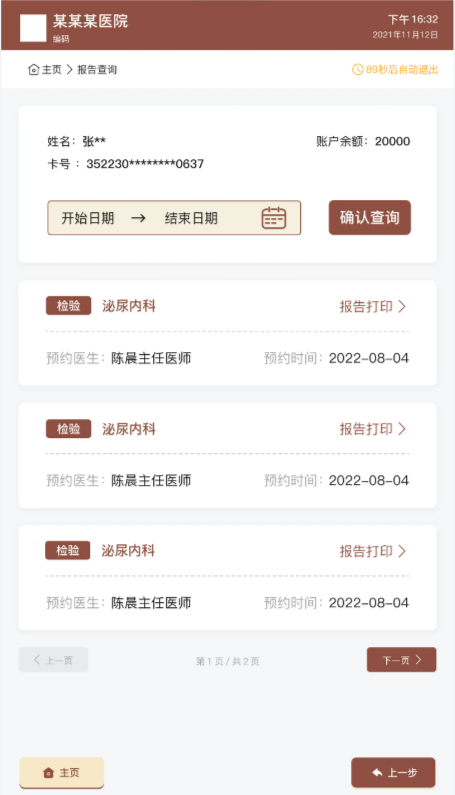 某某某医院
编码
下午 16:32
2021年11月12日
主页 > 报告查询
89秒后自动退出
姓名: 张**
账户余额: 20000
卡号 : 352230********0637
开始日期 → 结束日期
确认查询
检验 泌尿内科 报告打印 >
预约医生: 陈晨主任医师 预约时间: 2022-08-04
检验 泌尿内科 报告打印 >
预约医生: 陈晨主任医师 预约时间: 2022-08-04
检验 泌尿内科 报告打印 >
预约医生: 陈晨主任医师 预约时间: 2022-08-04
< 上一页
第1页/共2页
下一页 >
主页
上一步